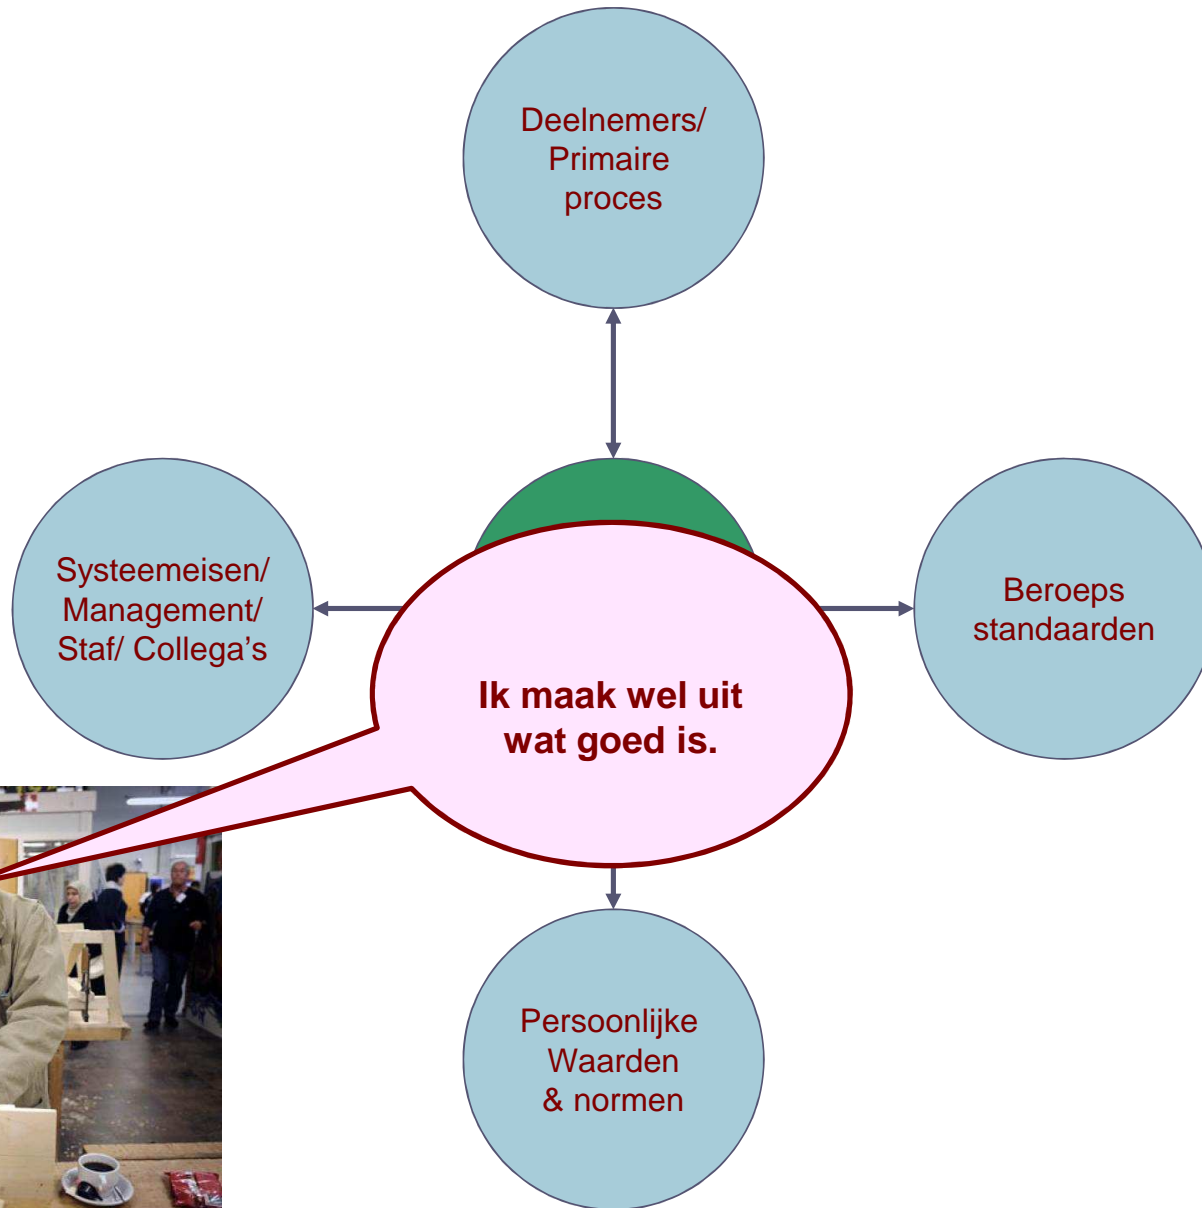 Deelnemers/
Primaire
proces
Systeemeisen/
Management/
Staf/ Collega’s
Ik maak wel uit
wat goed is.
Beroeps
standaarden
Persoonlijke
Waarden
& normen